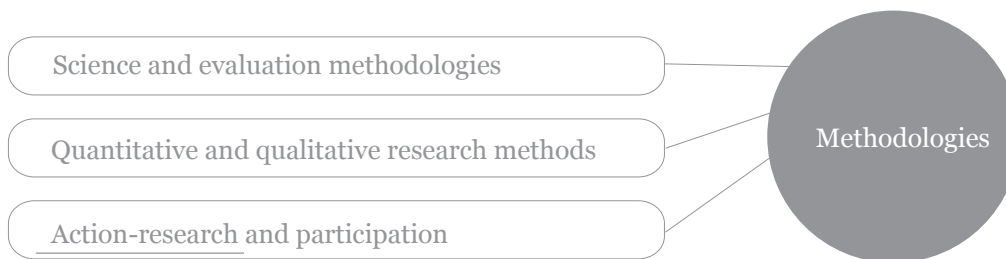 Science and evaluation methodologies
Quantitative and qualitative research methods
Action-research and participation
Methodologies